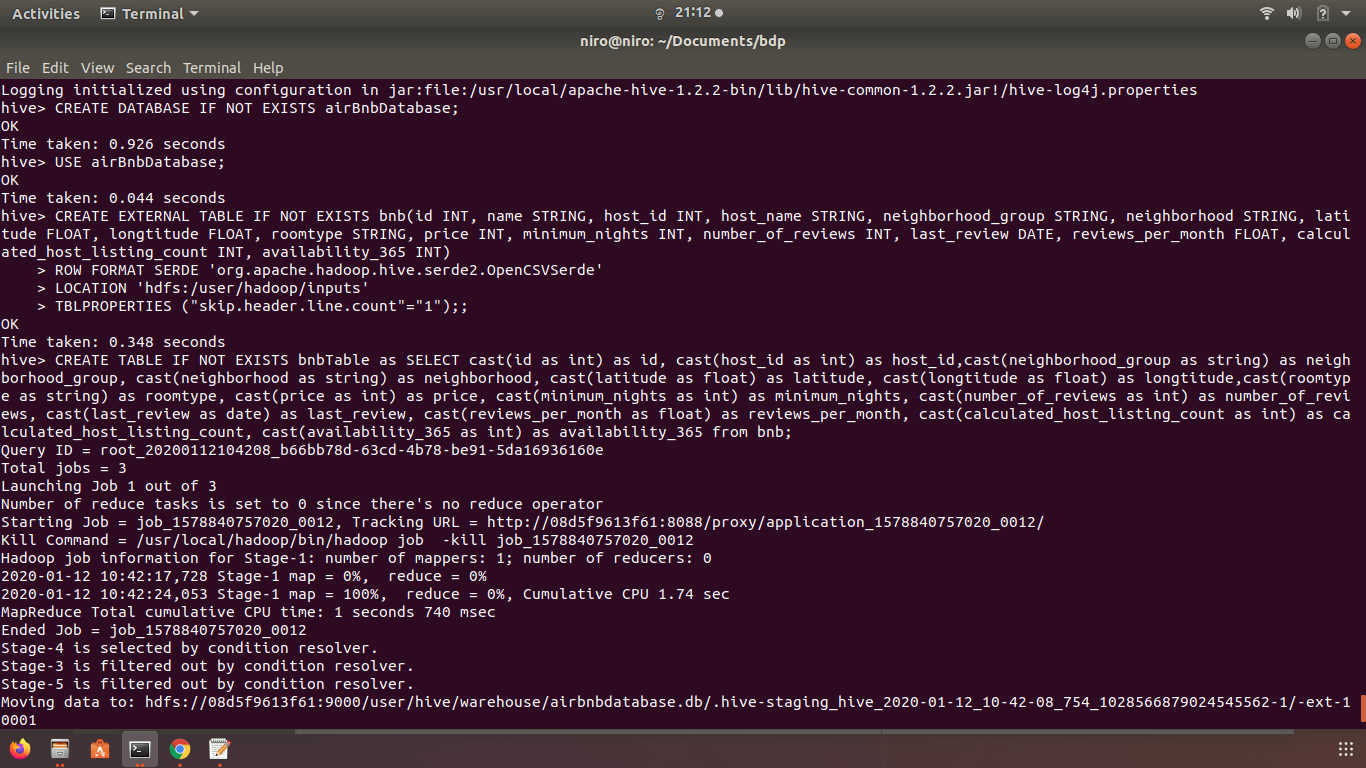 Activities Terminal 21:12
niro@niro: ~/Documents/bdp
File Edit View Search Terminal Help
Logging initialized using configuration in jar:file:/usr/local/apache-hive-1.2.2-bin/lib/hive-common-1.2.2.jar!/hive-log4j.properties
hive> CREATE DATABASE IF NOT EXISTS airBnbDatabase;
OK
Time taken: 0.926 seconds
hive> USE airBnbDatabase;
OK
Time taken: 0.044 seconds
hive> CREATE EXTERNAL TABLE IF NOT EXISTS bnb(id INT, name STRING, host_id INT, host_name STRING, neighborhood_group STRING, neighborhood STRING, lati
tude FLOAT, longtitude FLOAT, roomtype STRING, price INT, minimum_nights INT, number_of_reviews INT, last_review DATE, reviews_per_month FLOAT, calcul
ated_host_listing_count INT, availability_365 INT)
    > ROW FORMAT SERDE 'org.apache.hadoop.hive.serde2.OpenCSVSerde'
    > LOCATION 'hdfs:/user/hadoop/inputs'
    > TBLPROPERTIES ("skip.header.line.count"="1");;
OK
Time taken: 0.348 seconds
hive> CREATE TABLE IF NOT EXISTS bnbTable as SELECT cast(id as int) as id, cast(host_id as int) as host_id,cast(neighborhood_group as string) as neigh
borhood_group, cast(neighborhood as string) as neighborhood, cast(latitude as float) as latitude, cast(longtitude as float) as longtitude,cast(roomtyp
e as string) as roomtype, cast(price as int) as price, cast(minimum_nights as int) as minimum_nights, cast(number_of_reviews as int) as number_of_revi
ews, cast(last_review as date) as last_review, cast(reviews_per_month as float) as reviews_per_month, cast(calculated_host_listing_count as int) as ca
lculated_host_listing_count, cast(availability_365 as int) as availability_365 from bnb;
Query ID = root_20200112104208_b66bb78d-63cd-4b78-be91-5da16936160e
Total jobs = 3
Launching Job 1 out of 3
Number of reduce tasks is set to 0 since there's no reduce operator
Starting Job = job_1578840757020_0012, Tracking URL = http://08d5f9613f61:8088/proxy/application_1578840757020_0012/
Kill Command = /usr/local/hadoop/bin/hadoop job  -kill job_1578840757020_0012
Hadoop job information for Stage-1: number of mappers: 1; number of reducers: 0
2020-01-12 10:42:17,728 Stage-1 map = 0%,  reduce = 0%
2020-01-12 10:42:24,053 Stage-1 map = 100%,  reduce = 0%, Cumulative CPU 1.74 sec
MapReduce Total cumulative CPU time: 1 seconds 740 msec
Ended Job = job_1578840757020_0012
Stage-4 is selected by condition resolver.
Stage-3 is filtered out by condition resolver.
Stage-5 is filtered out by condition resolver.
Moving data to: hdfs://08d5f9613f61:9000/user/hive/warehouse/airbnbdatabase.db/.hive-staging_hive_2020-01-12_10-42-08_754_1028566879024545562-1/-ext-1
0001